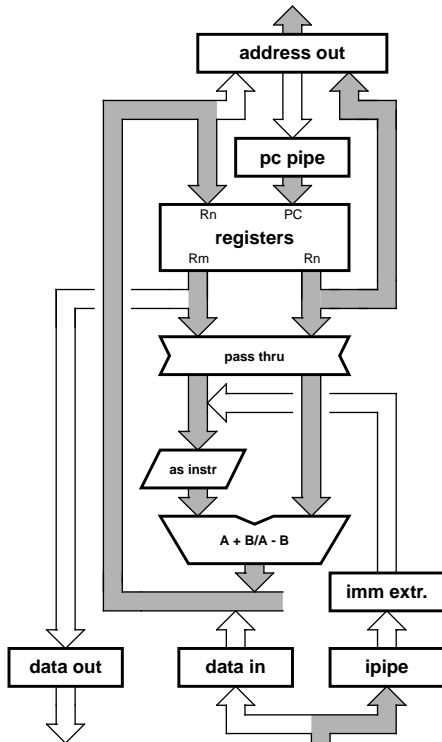 address out
pc pipe
Rn PC
registers
Rm Rn
pass thru
as instr
A + B/A - B
imm extr.
data out data in ipipe